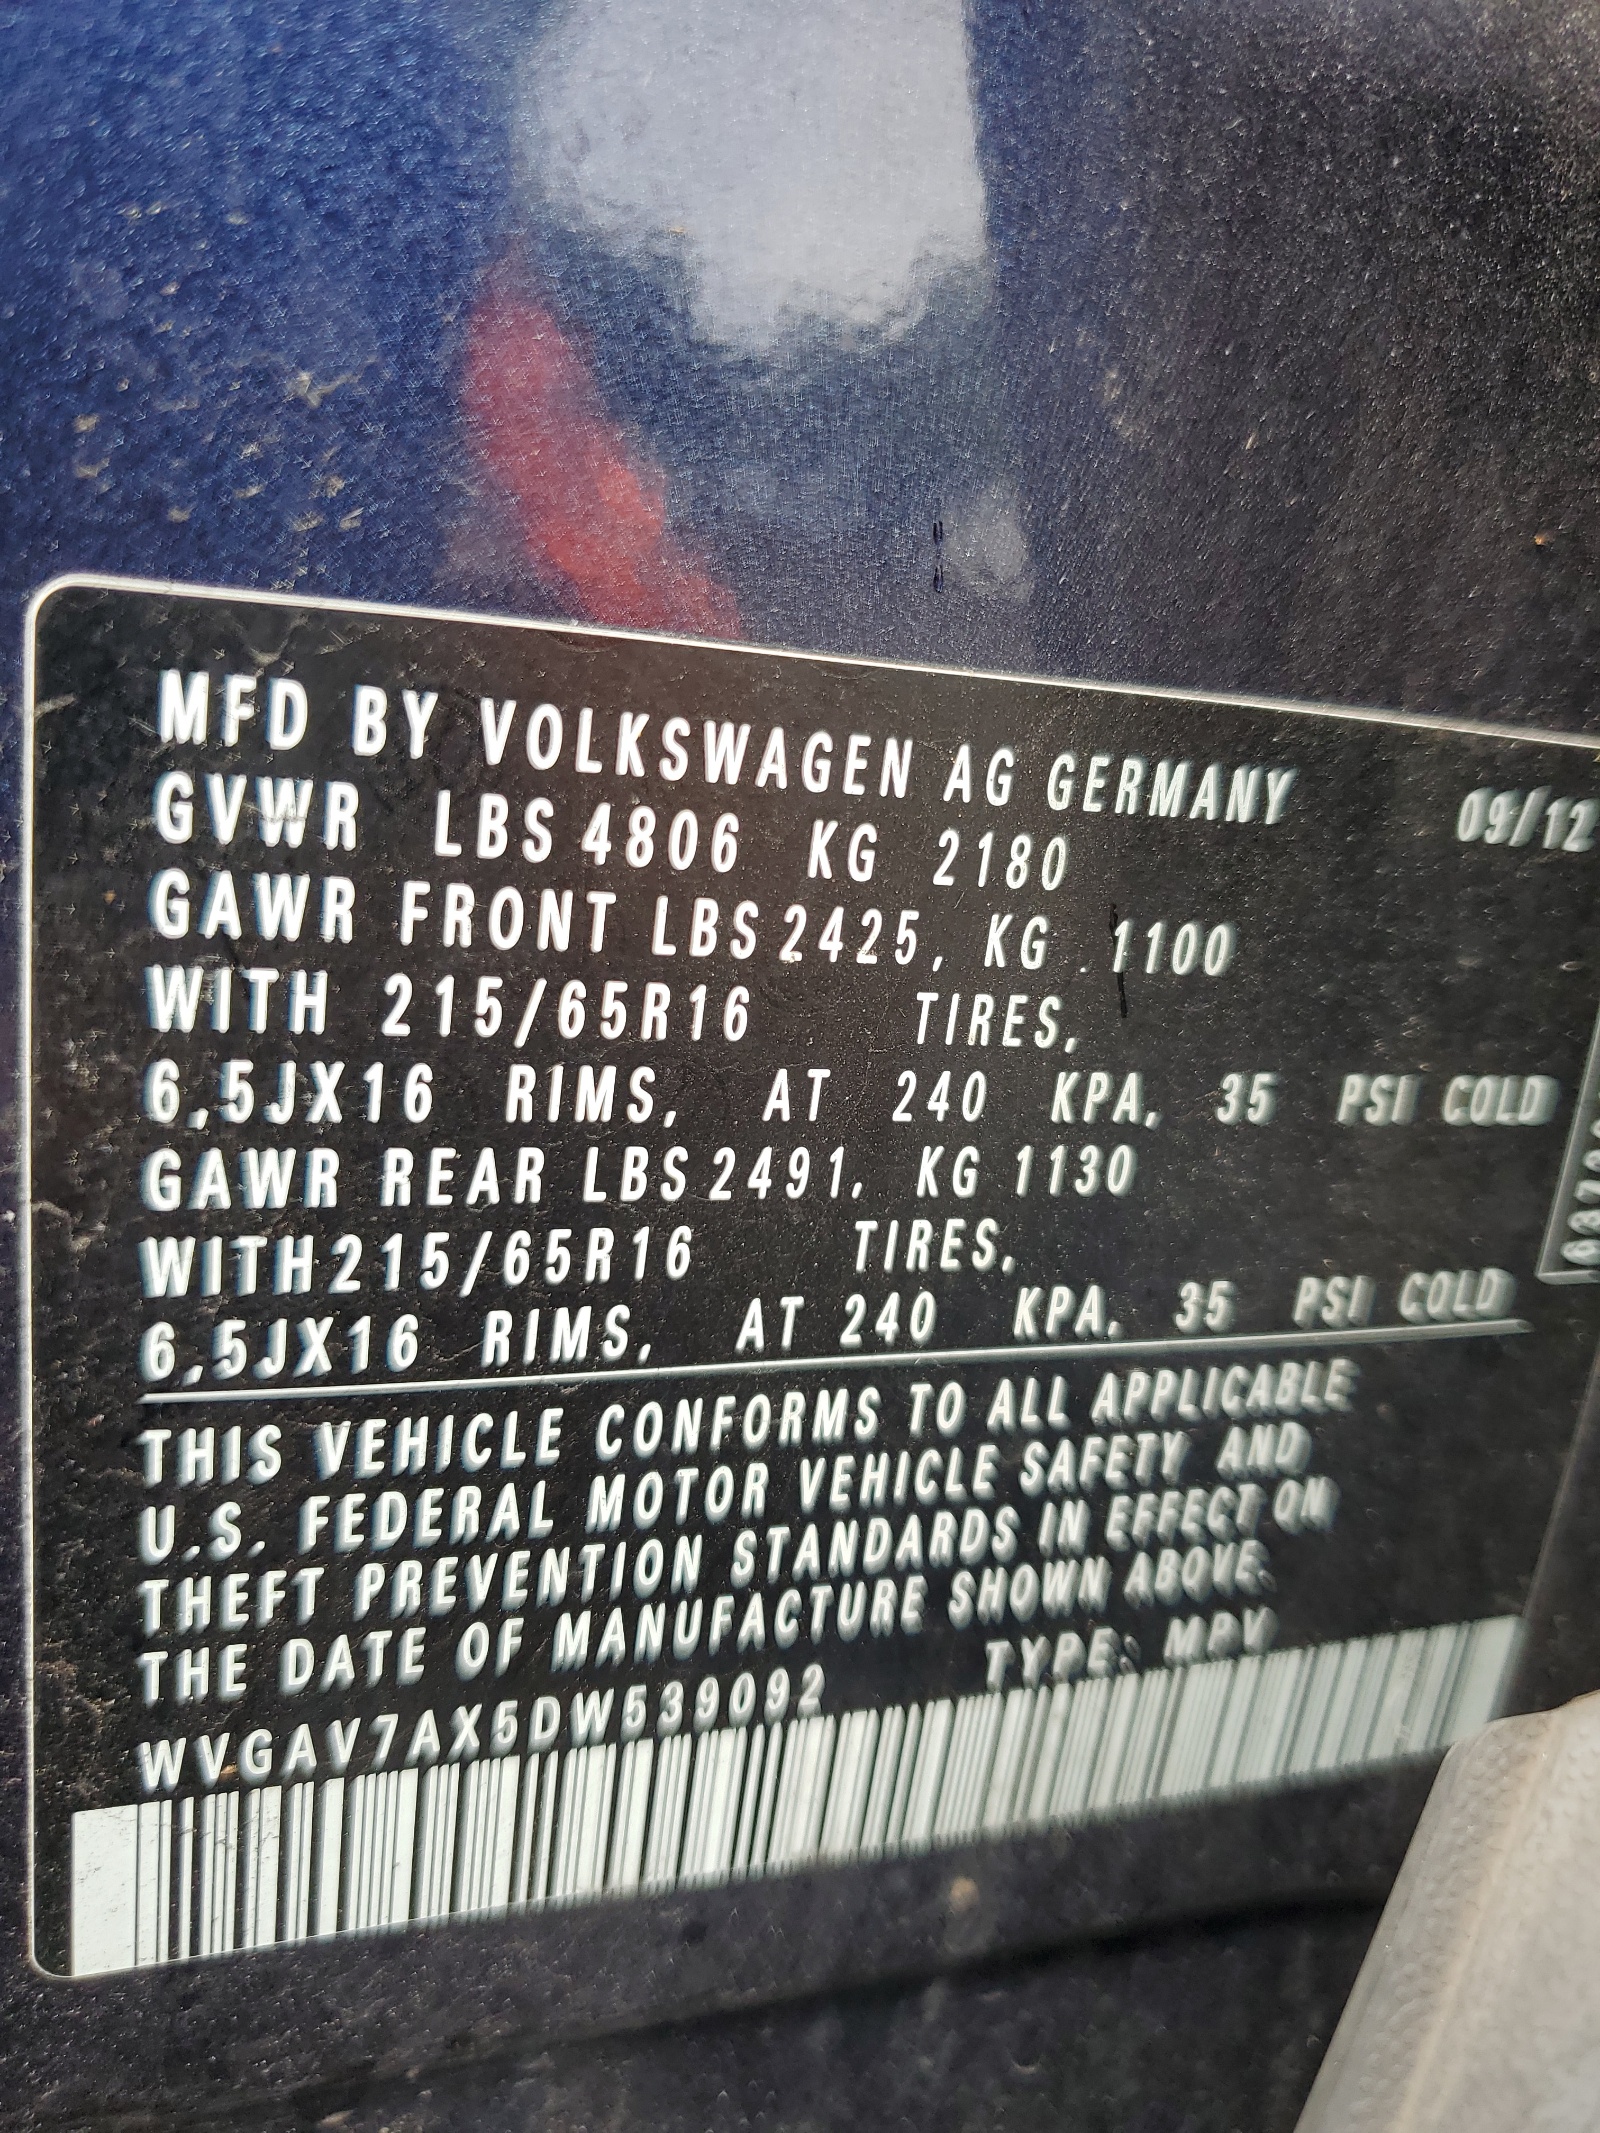 MFD BY VOLKSWAGEN AG GERMANY 09/12
GVWR LBS 4806 KG 2180
GAWR FRONT LBS 2425, KG 1100
WITH 215/65R16 TIRES,
6,5JX16 RIMS, AT 240 KPA, 35 PSI COLD
GAWR REAR LBS 2491, KG 1130
WITH 215/65R16 TIRES,
6,5JX16 RIMS, AT 240 KPA, 35 PSI COLD
THIS VEHICLE CONFORMS TO ALL APPLICABLE
U.S. FEDERAL MOTOR VEHICLE SAFETY AND
THEFT PREVENTION STANDARDS IN EFFECT ON
THE DATE OF MANUFACTURE SHOWN ABOVE.
WVGAV7AX5DW539092 TYPE: MPV